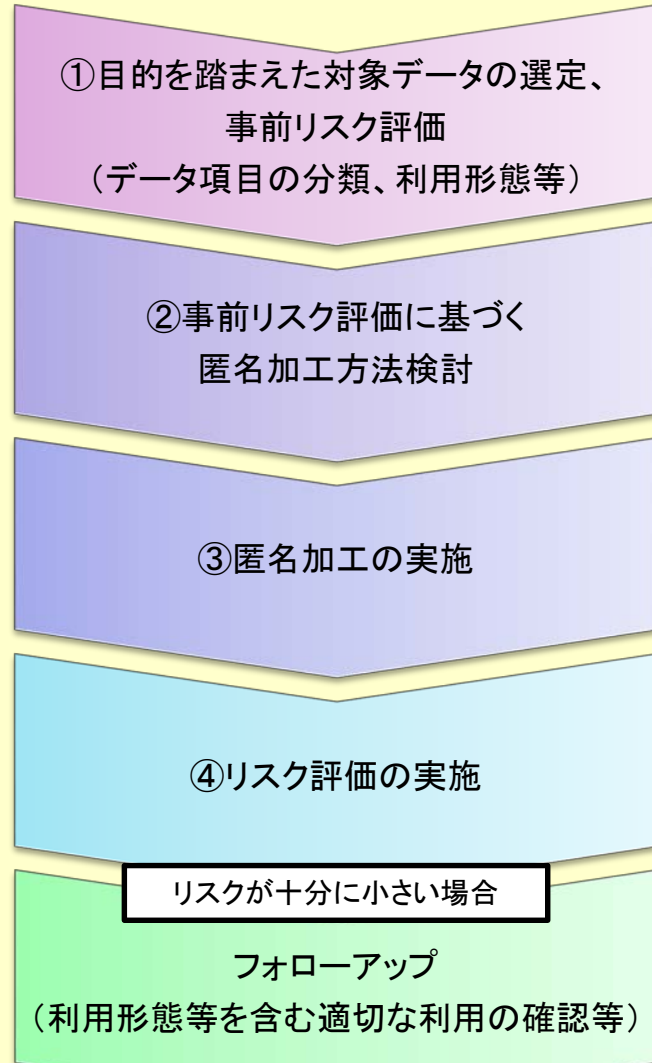 ①目的を踏まえた対象データの選定、
事前リスク評価
（データ項目の分類、利用形態等）
②事前リスク評価に基づく
匿名加工方法検討
③匿名加工の実施
④リスク評価の実施
リスクが十分に小さい場合
フォローアップ
（利用形態等を含む適切な利用の確認等）